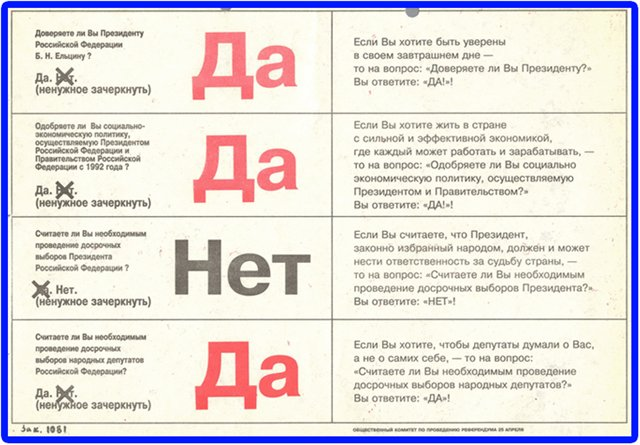 Доверяете ли Вы Президенту
Российской Федерации
Б. Н. Ельцину ?
Да. Нет.
(ненужное зачеркнуть)
Да
Если Вы хотите быть уверены
в своем завтрашнем дне —
то на вопрос: «Доверяете ли Вы Президенту?»
Вы ответите: «ДА!»!
Одобряете ли Вы социально-
экономическую политику,
осуществляемую Президентом
Российской Федерации и
Правительством Российской
Федерации с 1992 года ?
Да. Нет.
(ненужное зачеркнуть)
Да
Если Вы хотите жить в стране
с сильной и эффективной экономикой,
где каждый может работать и зарабатывать, —
то на вопрос: «Одобряете ли Вы социально
экономическую политику, осуществляемую
Президентом и Правительством?»
Вы ответите: «ДА!»!
Считаете ли Вы необходимым
проведение досрочных
выборов Президента
Российской Федерации ?
Да. Нет.
(ненужное зачеркнуть)
Нет
Если Вы считаете, что Президент,
законно избранный народом, должен и может
нести ответственность за судьбу страны, —
то на вопрос: «Считаете ли Вы необходимым
проведение досрочных выборов Президента?»
Вы ответите: «НЕТ»!
Считаете ли Вы необходимым
проведение досрочных
выборов народных депутатов
Российской Федерации?
Да. Нет.
(ненужное зачеркнуть)
Да
Если Вы хотите, чтобы депутаты думали о Вас,
а не о самих себе, — то на вопрос:
«Считаете ли Вы необходимым проведение
досрочных выборов народных депутатов?»
Вы ответите: «ДА»!
Зак. 1081
ОБЩЕСТВЕННЫЙ КОМИТЕТ ПО ПРОВЕДЕНИЮ РЕФЕРЕНДУМА 25 АПРЕЛЯ